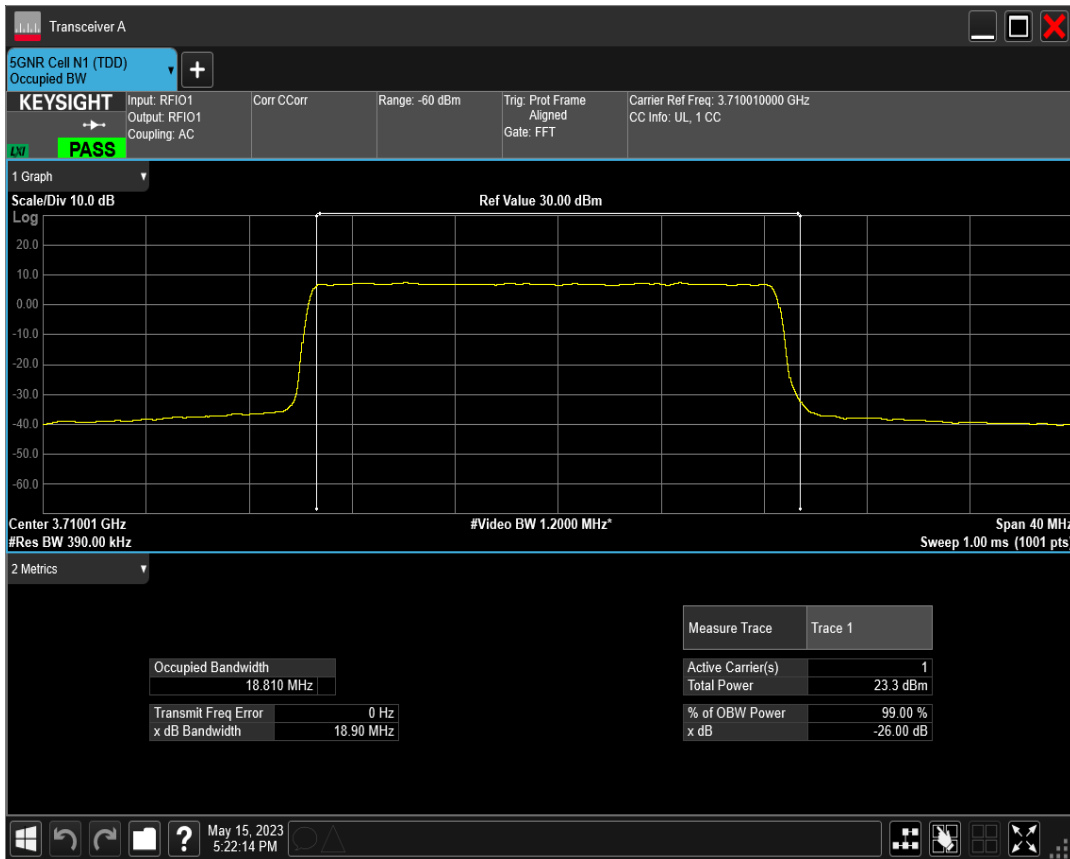 Transceiver A
5GNR Cell N1 (TDD)
Occupied BW
+
KEYSIGHT
LXI
PASS
Input: RFIO1
Output: RFIO1
Coupling: AC
Corr CCorr
Range: -60 dBm
Trig: Prot Frame
Aligned
Gate: FFT
Carrier Ref Freq: 3.710010000 GHz
CC Info: UL, 1 CC
1 Graph
Scale/Div 10.0 dB
Ref Value 30.00 dBm
Log
20.0
10.0
0.00
-10.0
-20.0
-30.0
-40.0
-50.0
-60.0
Center 3.71001 GHz
#Video BW 1.2000 MHz*
Span 40 MHz
#Res BW 390.00 kHz
Sweep 1.00 ms (1001 pts)
2 Metrics
Measure Trace Trace 1
Occupied Bandwidth
18.810 MHz
Transmit Freq Error 0 Hz
x dB Bandwidth 18.90 MHz
Active Carrier(s) 1
Total Power 23.3 dBm
% of OBW Power 99.00 %
x dB -26.00 dB
?
May 15, 2023
5:22:14 PM